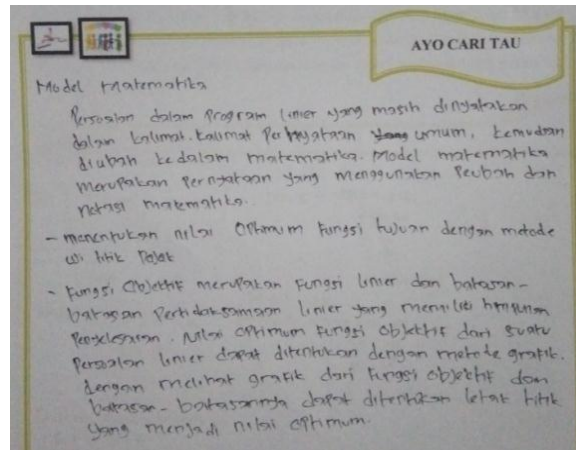 AYO CARI TAU
Model Matematika
Persoalan dalam Program linier yang masih dinyatakan
dalam kalimat-kalimat Pernyataan umum, kemudian
diubah kedalam matematika. Model matematika
merupakan Pernyataan yang menggunakan Peubah dan
notasi matematika.
- menentukan nilai Optimum Fungsi tujuan dengan metode
uji titik Pojok
- Fungsi Objektif merupakan Fungsi linier dan batasan-
batasan Pertidaksamaan linier yang memiliki himpunan
Penyelesaian. Nilai Optimum Fungsi objektif dari suatu
Persoalan linier dapat ditentukan dengan metode grafik.
dengan melihat grafik dari Fungsi objektif dan
batasan-batasannya dapat ditentukan letak titik
yang menjadi nilai optimum.